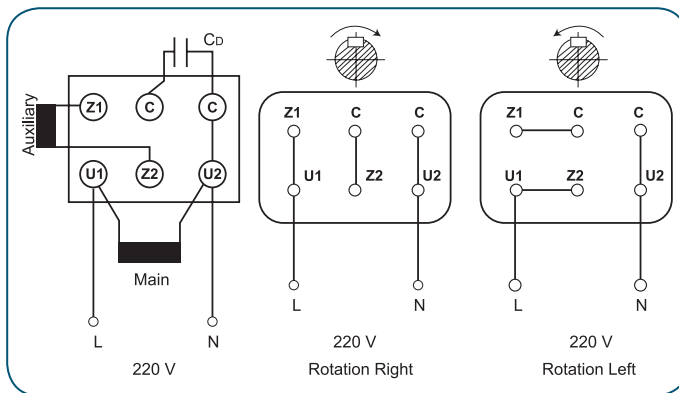 C_D
Auxiliary
Z1 C C
U1 Z2 U2
Main
L N
220 V
Z1 C C
U1 Z2 U2
L N
220 V
Rotation Right
Z1 C C
U1 Z2 U2
L N
220 V
Rotation Left